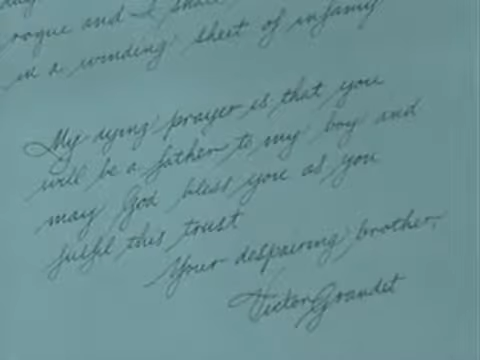 rogue and I shall
in a winding sheet of infamy
My dying prayer is that you
will be a father to my boy and
may God bless you as you
fulfil this trust
Your despairing brother,
Victor Grandet